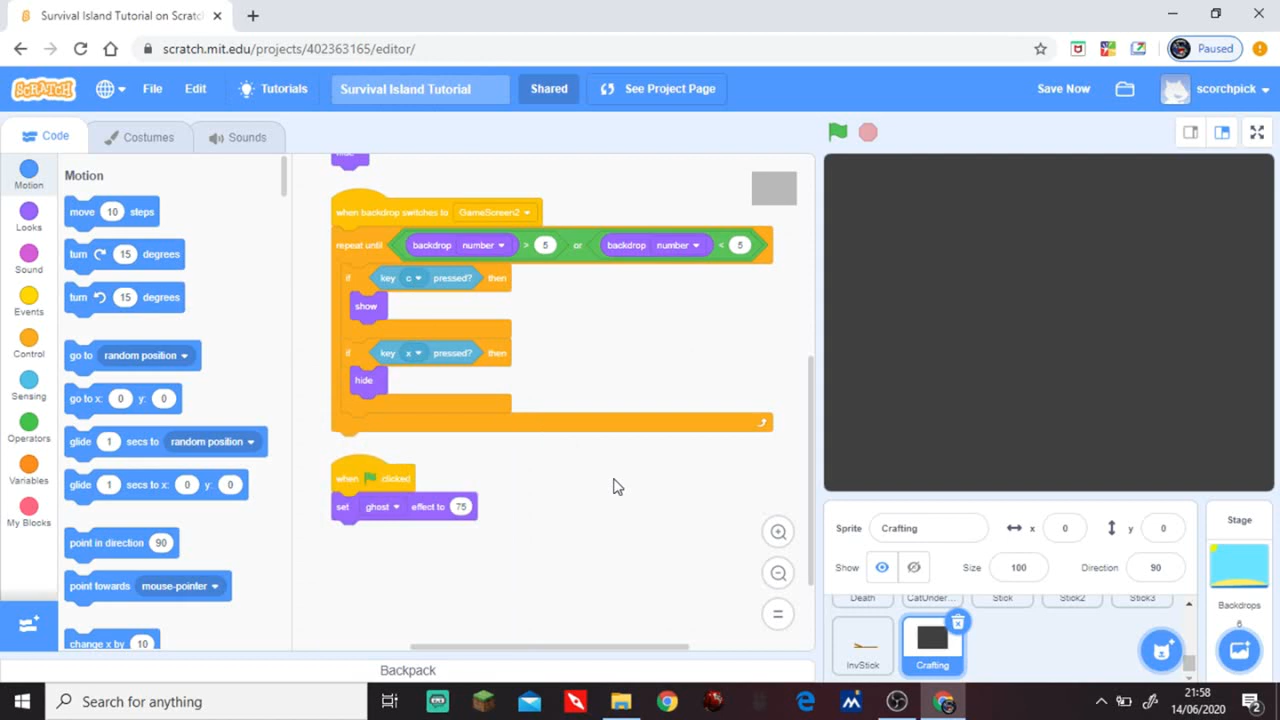 Survival Island Tutorial on Scratc
scratch.mit.edu/projects/402363165/editor/
Paused
SCRATCH
File
Edit
Tutorials
Survival Island Tutorial
Shared
See Project Page
Save Now
scorchpick
Code
Costumes
Sounds
Motion
Looks
Sound
Events
Control
Sensing
Operators
Variables
My Blocks
Motion
move 10 steps
turn 15 degrees
turn 15 degrees
go to random position
go to x: 0 y: 0
glide 1 secs to random position
glide 1 secs to x: 0 y: 0
point in direction 90
point towards mouse-pointer
change x by 10
when backdrop switches to GameScreen2
repeat until backdrop number > 5 or backdrop number < 5
if key c pressed? then
show
if key x pressed? then
hide
when clicked
set ghost effect to 75
Backpack
Sprite Crafting x 0 y 0
Show Size 100 Direction 90
Death CatUnder... Stick Stick2 Stick3
InvStick Crafting
Stage
Backdrops
Search for anything
21:58
14/06/2020
2